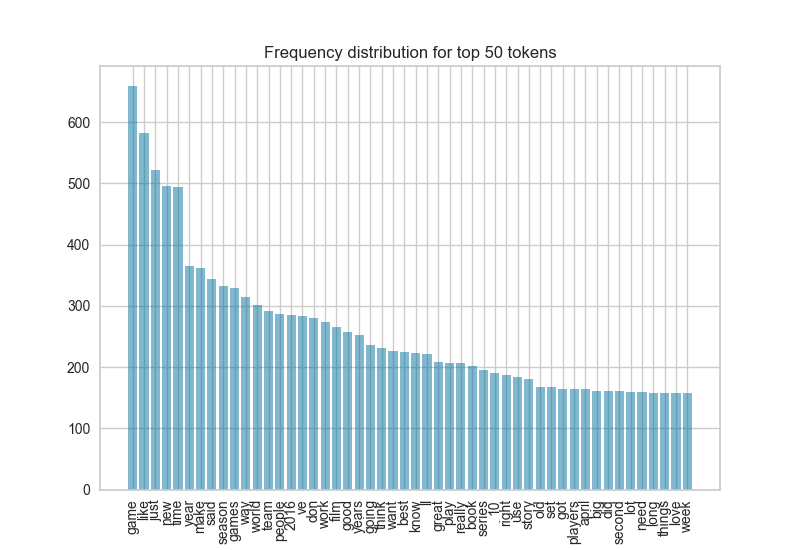 Frequency distribution for top 50 tokens
600
500
400
300
200
100
0
game
like
just
new
time
year
make
said
season
games
way
world
team
people
2016
ve
don
work
film
good
years
going
think
want
best
know
ll
great
play
really
book
series
10
right
use
story
old
set
got
players
april
big
did
second
lot
need
long
things
love
week